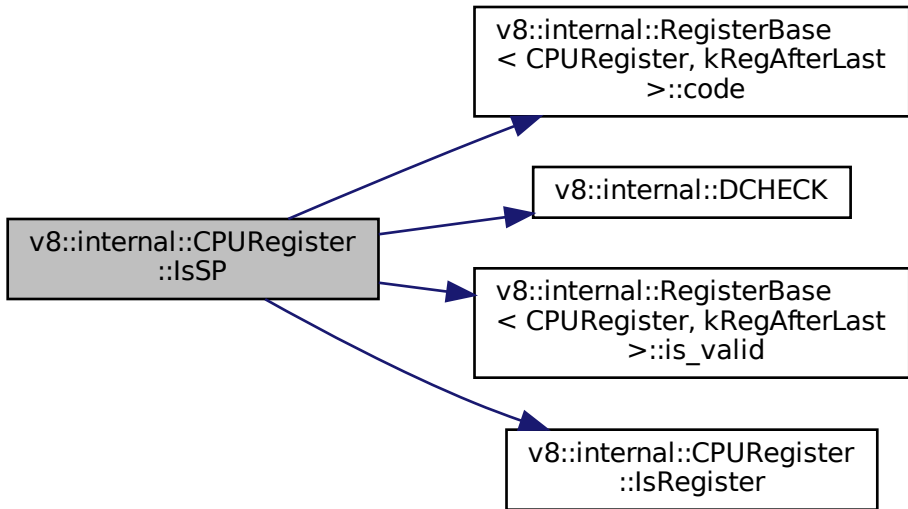 v8::internal::RegisterBase
< CPURegister, kRegAfterLast
>::code
v8::internal::DCHECK
v8::internal::CPURegister
::IsSP
v8::internal::RegisterBase
< CPURegister, kRegAfterLast
>::is_valid
v8::internal::CPURegister
::IsRegister